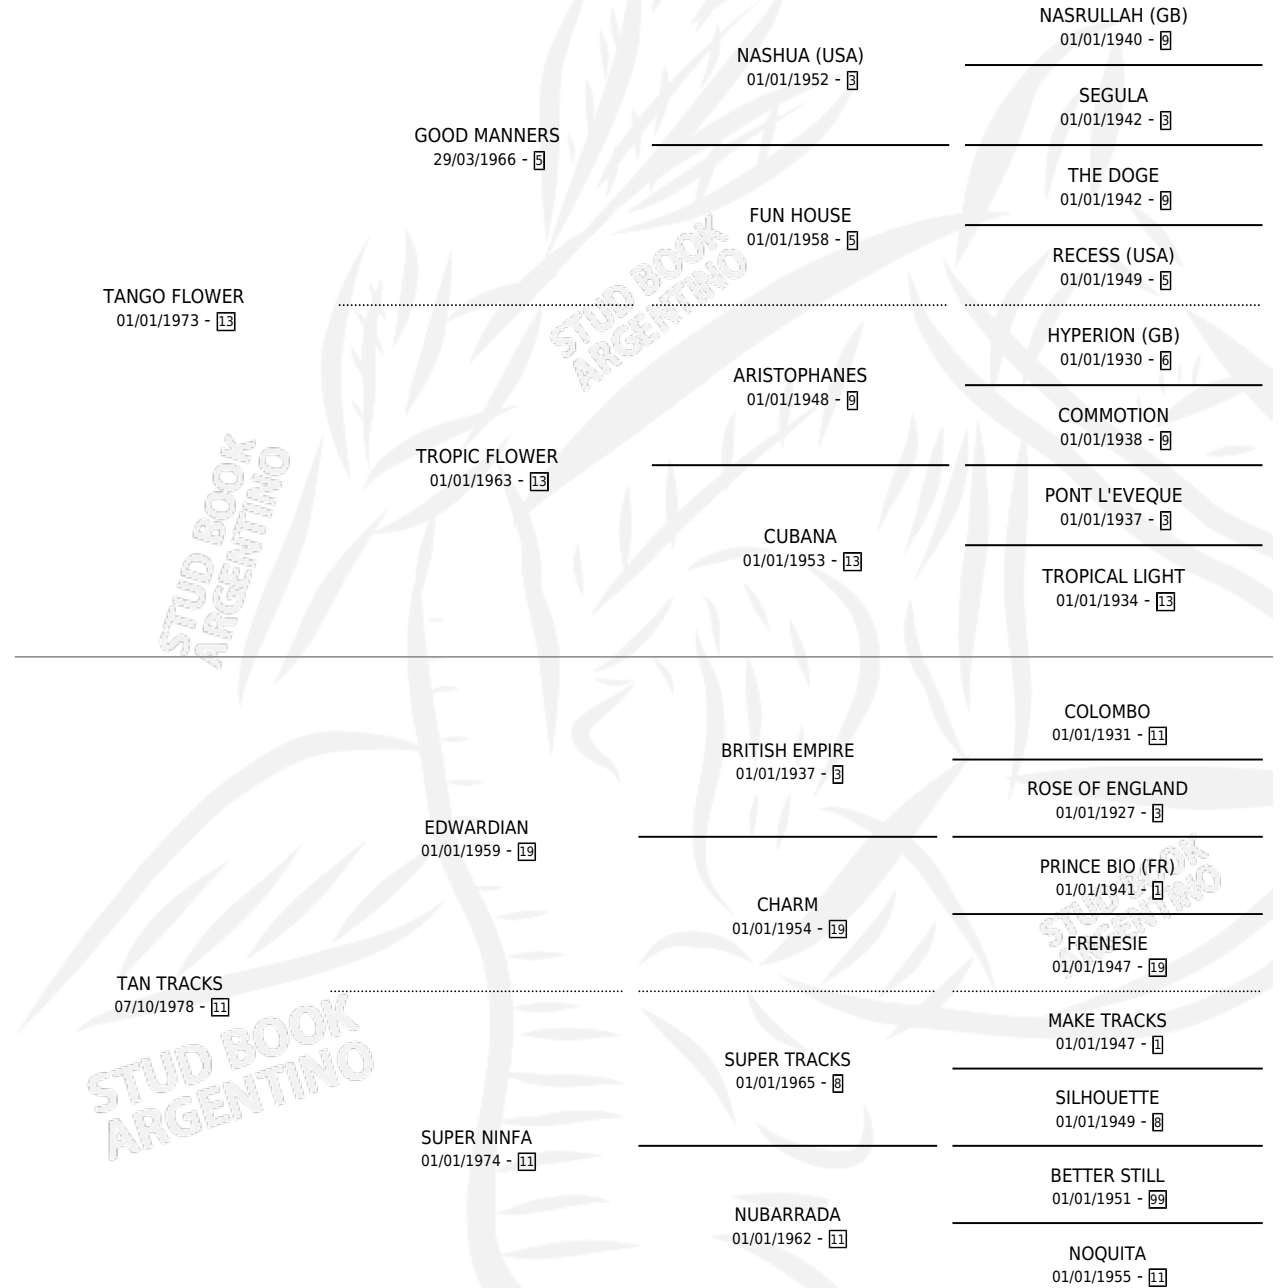 NASRULLAH (GB)
01/01/1940 - 9
NASHUA (USA)
01/01/1952 - 3
SEGULA
01/01/1942 - 3
GOOD MANNERS
29/03/1966 - 5
THE DOGE
01/01/1942 - 9
FUN HOUSE
01/01/1958 - 5
RECESS (USA)
01/01/1949 - 5
TANGO FLOWER
01/01/1973 - 13
HYPERION (GB)
01/01/1930 - 6
ARISTOPHANES
01/01/1948 - 9
COMMOTION
01/01/1938 - 9
TROPIC FLOWER
01/01/1963 - 13
PONT L'EVEQUE
01/01/1937 - 3
CUBANA
01/01/1953 - 13
TROPICAL LIGHT
01/01/1934 - 13
STUD BOOK
ARGENTINO
STUD BOOK
ARGENTINO
COLOMBO
01/01/1931 - 11
BRITISH EMPIRE
01/01/1937 - 3
ROSE OF ENGLAND
01/01/1927 - 3
EDWARDIAN
01/01/1959 - 19
PRINCE BIO (FR)
01/01/1941 - 1
CHARM
01/01/1954 - 19
FRENESIE
01/01/1947 - 19
STUD BOOK
ARGENTINO
TAN TRACKS
07/10/1978 - 11
MAKE TRACKS
01/01/1947 - 1
SUPER TRACKS
01/01/1965 - 8
SILHOUETTE
01/01/1949 - 8
STUD BOOK
ARGENTINO
SUPER NINFA
01/01/1974 - 11
BETTER STILL
01/01/1951 - 99
NUBARRADA
01/01/1962 - 11
NOQUITA
01/01/1955 - 11